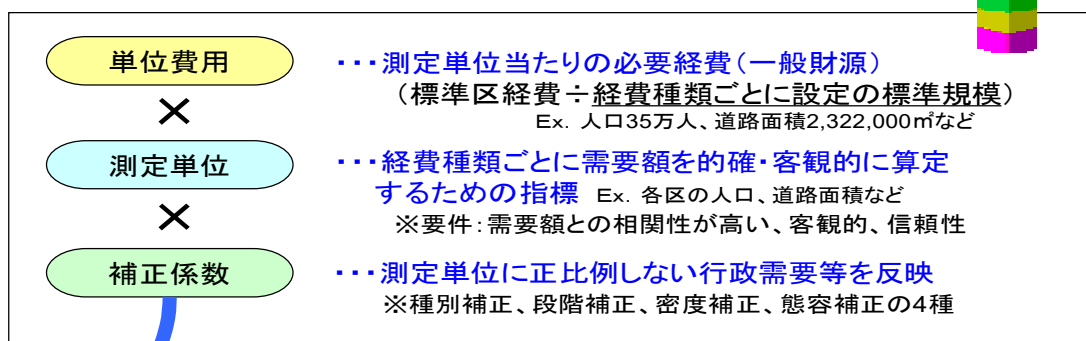 単位費用 ・・・測定単位当たりの必要経費(一般財源)
(標準区経費÷経費種類ごとに設定の標準規模)
Ex. 人口35万人、道路面積2,322,000㎡など
×
測定単位 ・・・経費種類ごとに需要額を的確・客観的に算定
するための指標 Ex. 各区の人口、道路面積など
※要件:需要額との相関性が高い、客観的、信頼性
×
補正係数 ・・・測定単位に正比例しない行政需要等を反映
※種別補正、段階補正、密度補正、態容補正の4種